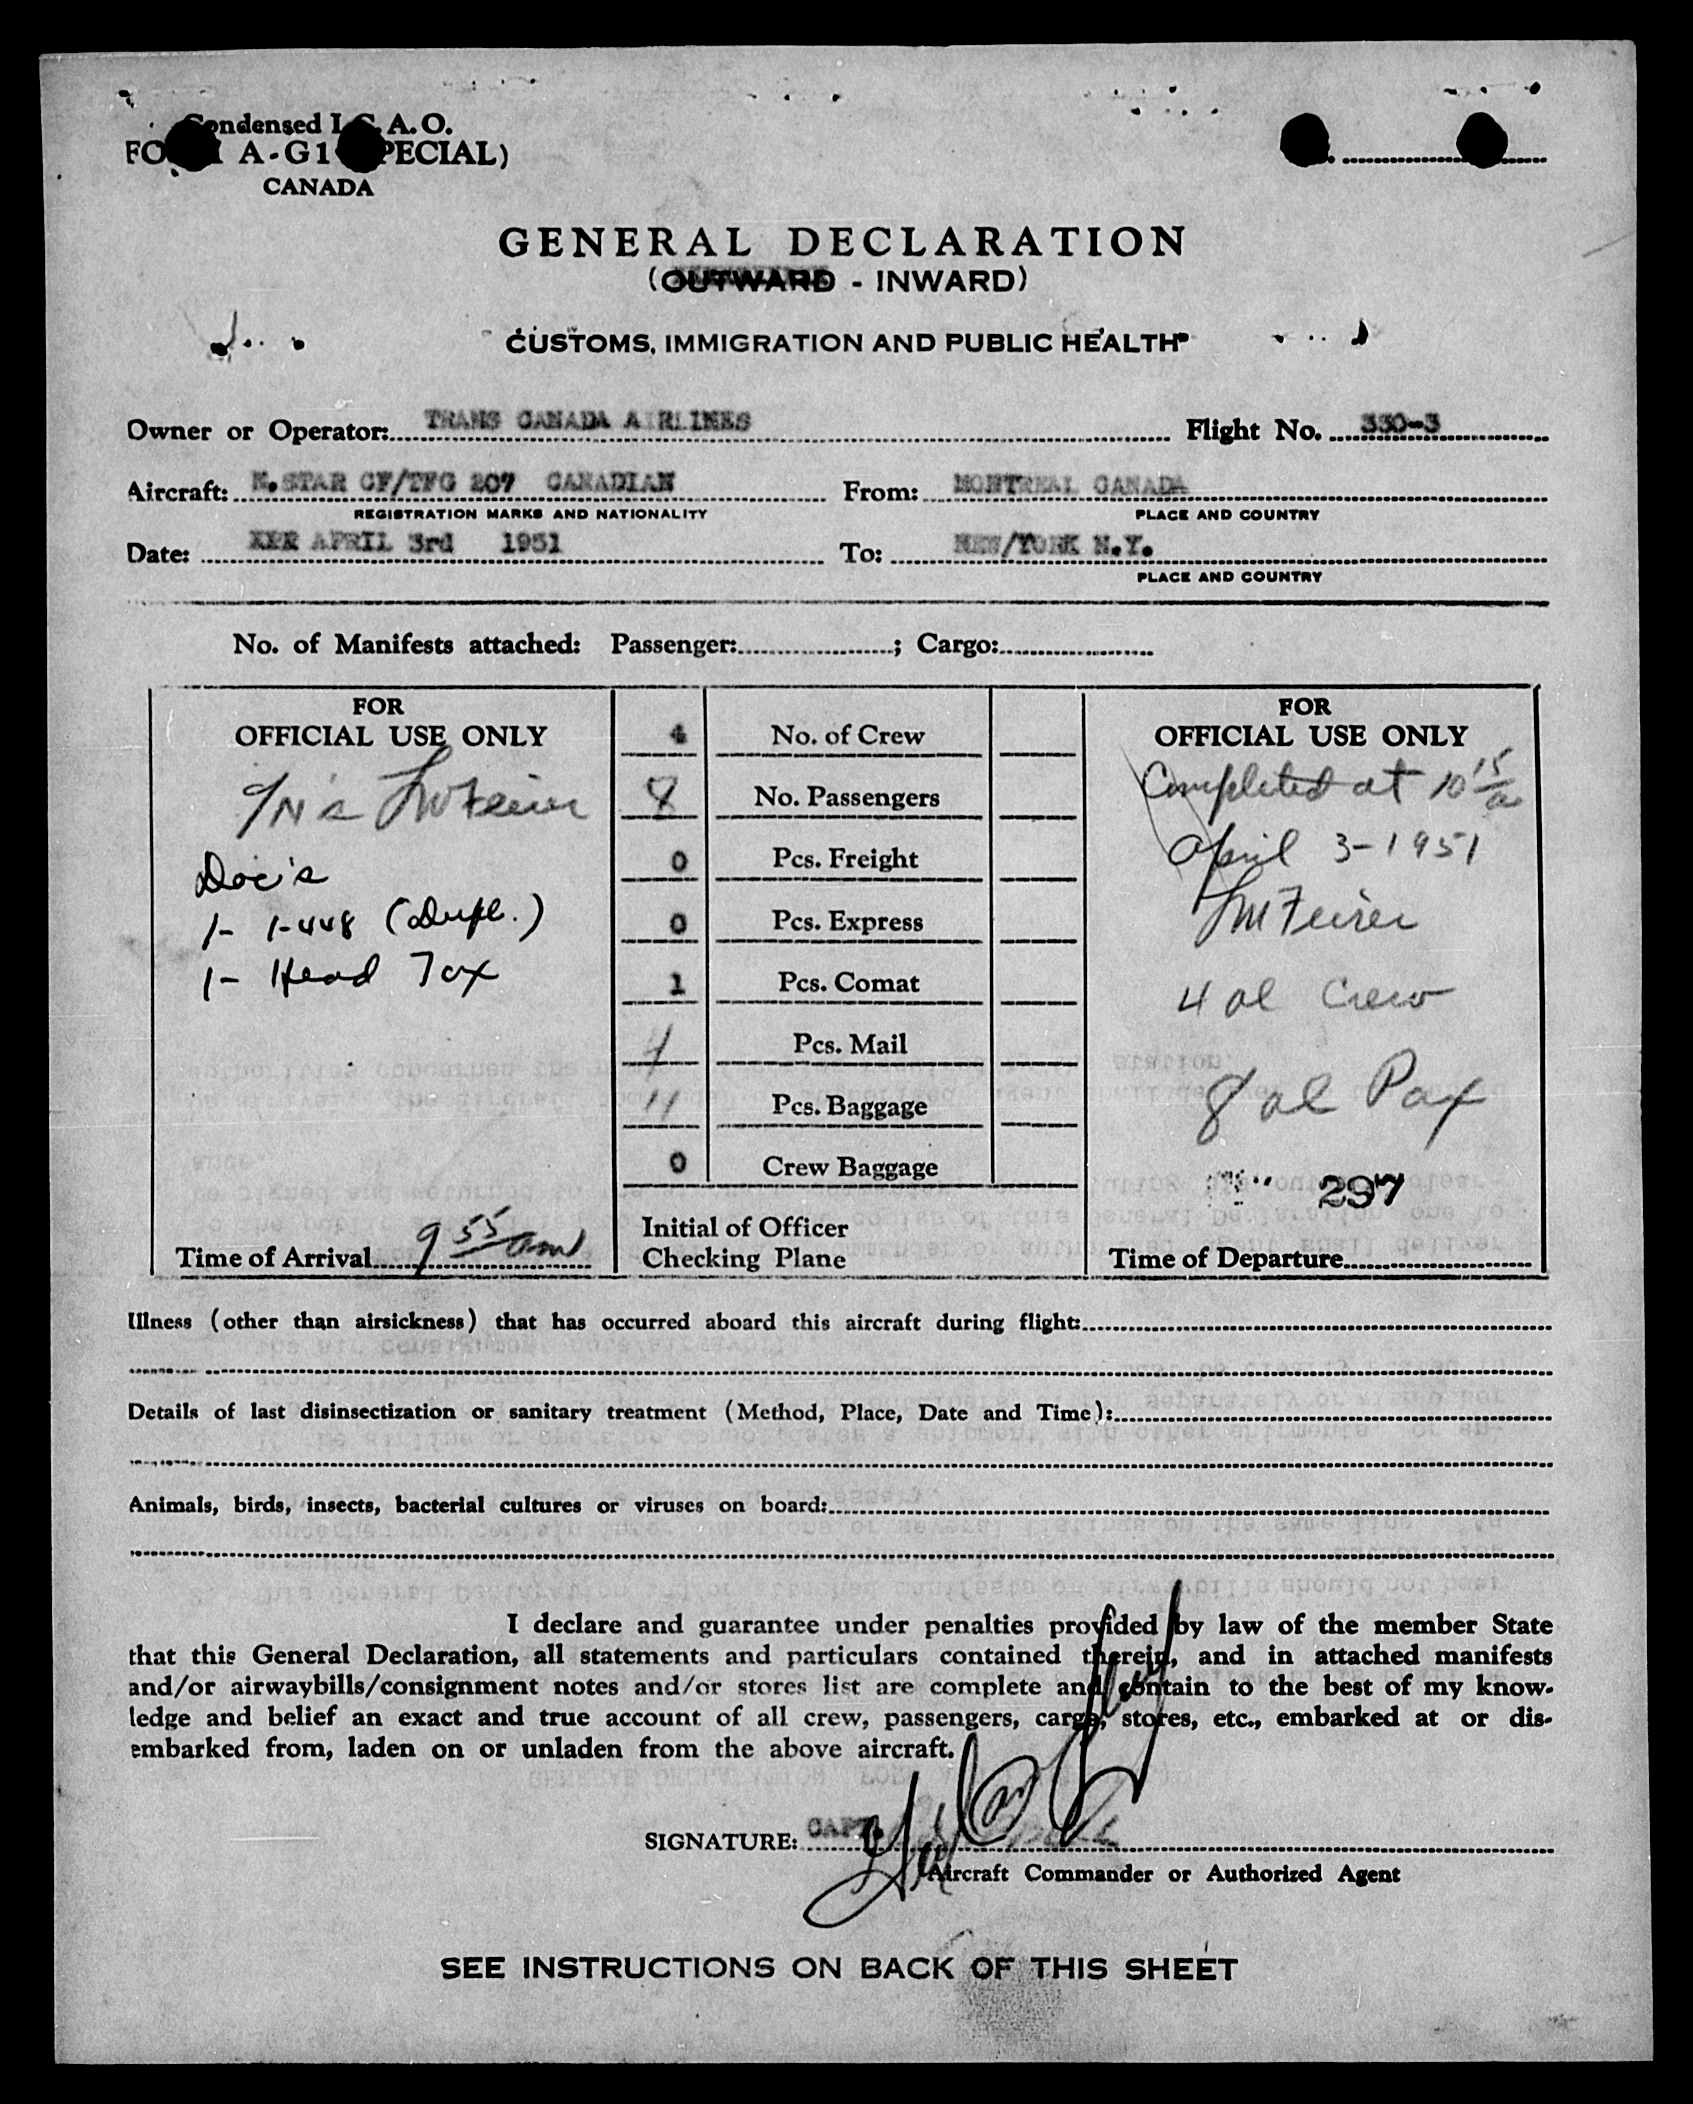 Condensed I.C.A.O.
FORM A-G1 (SPECIAL)
CANADA
GENERAL DECLARATION
(OUTWARD - INWARD)
CUSTOMS, IMMIGRATION AND PUBLIC HEALTH
Owner or Operator: TRANS CANADA AIRLINES Flight No. 330-3
Aircraft: N.STAR CF/TFG 207 CANADIAN From: MONTREAL CANADA
REGISTRATION MARKS AND NATIONALITY PLACE AND COUNTRY
Date: APRIL 3rd 1951 To: NEW/YORK N.Y.
PLACE AND COUNTRY
No. of Manifests attached: Passenger: ; Cargo:
FOR
OFFICIAL USE ONLY
Doc's
1- 1-448 (Dupl.)
1- Head Tax
Time of Arrival 9 55 am
4 No. of Crew
8 No. Passengers
0 Pcs. Freight
0 Pcs. Express
1 Pcs. Comat
4 Pcs. Mail
11 Pcs. Baggage
0 Crew Baggage
Initial of Officer
Checking Plane
FOR
OFFICIAL USE ONLY
Completed at 10 15 a
April 3-1951
4 al Crew
8 al Pax
297
Time of Departure
Illness (other than airsickness) that has occurred aboard this aircraft during flight:
Details of last disinsectization or sanitary treatment (Method, Place, Date and Time):
Animals, birds, insects, bacterial cultures or viruses on board:
I declare and guarantee under penalties provided by law of the member State
that this General Declaration, all statements and particulars contained therein, and in attached manifests
and/or airwaybills/consignment notes and/or stores list are complete and contain to the best of my know-
ledge and belief an exact and true account of all crew, passengers, cargo, stores, etc., embarked at or dis-
embarked from, laden on or unladen from the above aircraft.
SIGNATURE: CAPT.
Aircraft Commander or Authorized Agent
SEE INSTRUCTIONS ON BACK OF THIS SHEET